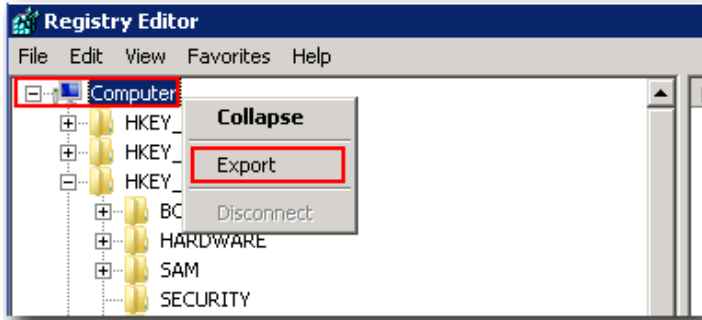 Registry Editor
File Edit View Favorites Help
Computer
Collapse
HKEY_
HKEY_
Export
HKEY_
BC
Disconnect
HARDWARE
SAM
SECURITY